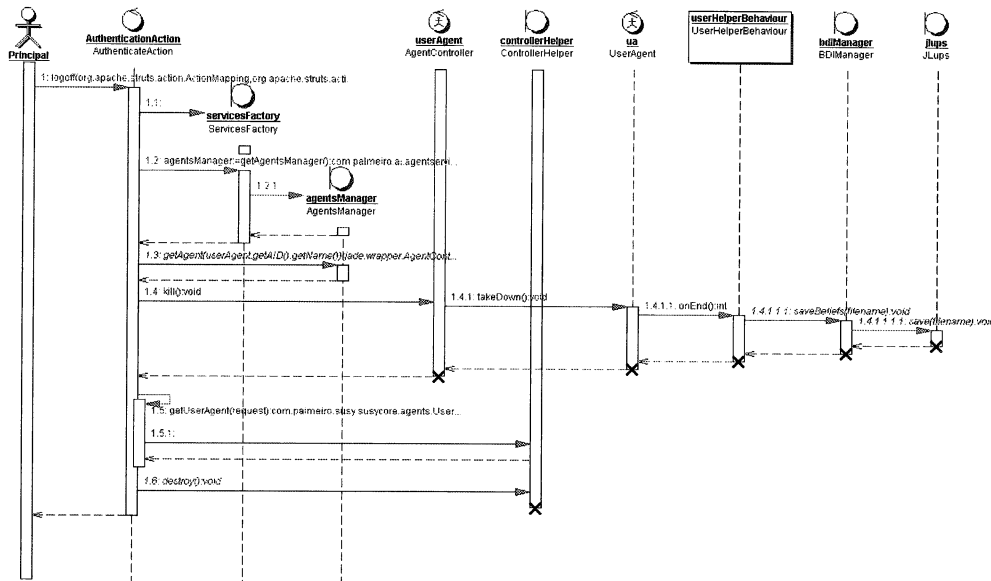 Principal
AuthenticationAction
AuthenticateAction
userAgent
AgentController
controllerHelper
ControllerHelper
ua
UserAgent
userHelperBehaviour
UserHelperBehaviour
bdiManager
BDIManager
jlups
JLups
1: logoff(org.apache.struts.action.ActionMapping,org.apache.struts.acti.
1.1:
servicesFactory
ServicesFactory
1.2: agentsManager:=getAgentsManager():com.palmeiro.ai.agentservi...
1.2.1
agentsManager
AgentsManager
1.3: getAgent(userAgent.getAID().getName()):jade.wrapper.AgentCont...
1.4: kill():void
1.4.1: takeDown():void
1.4.1.1: onEnd():int
1.4.1.1.1: saveBeliefs(filename):void
1.4.1.1.1.1: save(filename):void
1.5: getUserAgent(request):com.palmeiro.susy.susycore.agents.User...
1.5.1:
1.6: destroy():void